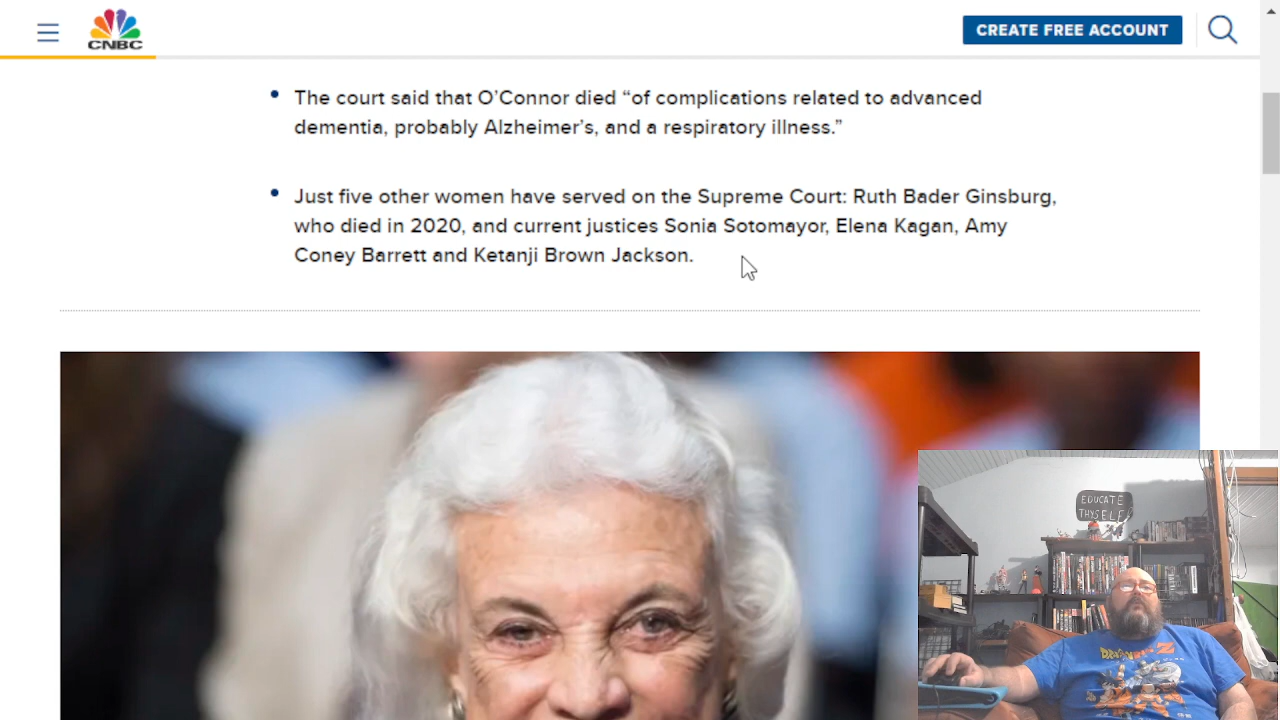 CNBC
CREATE FREE ACCOUNT
The court said that O’Connor died “of complications related to advanced
dementia, probably Alzheimer’s, and a respiratory illness.”
Just five other women have served on the Supreme Court: Ruth Bader Ginsburg,
who died in 2020, and current justices Sonia Sotomayor, Elena Kagan, Amy
Coney Barrett and Ketanji Brown Jackson.
EDUCATE
THYSELF
DRAGON BALL Z